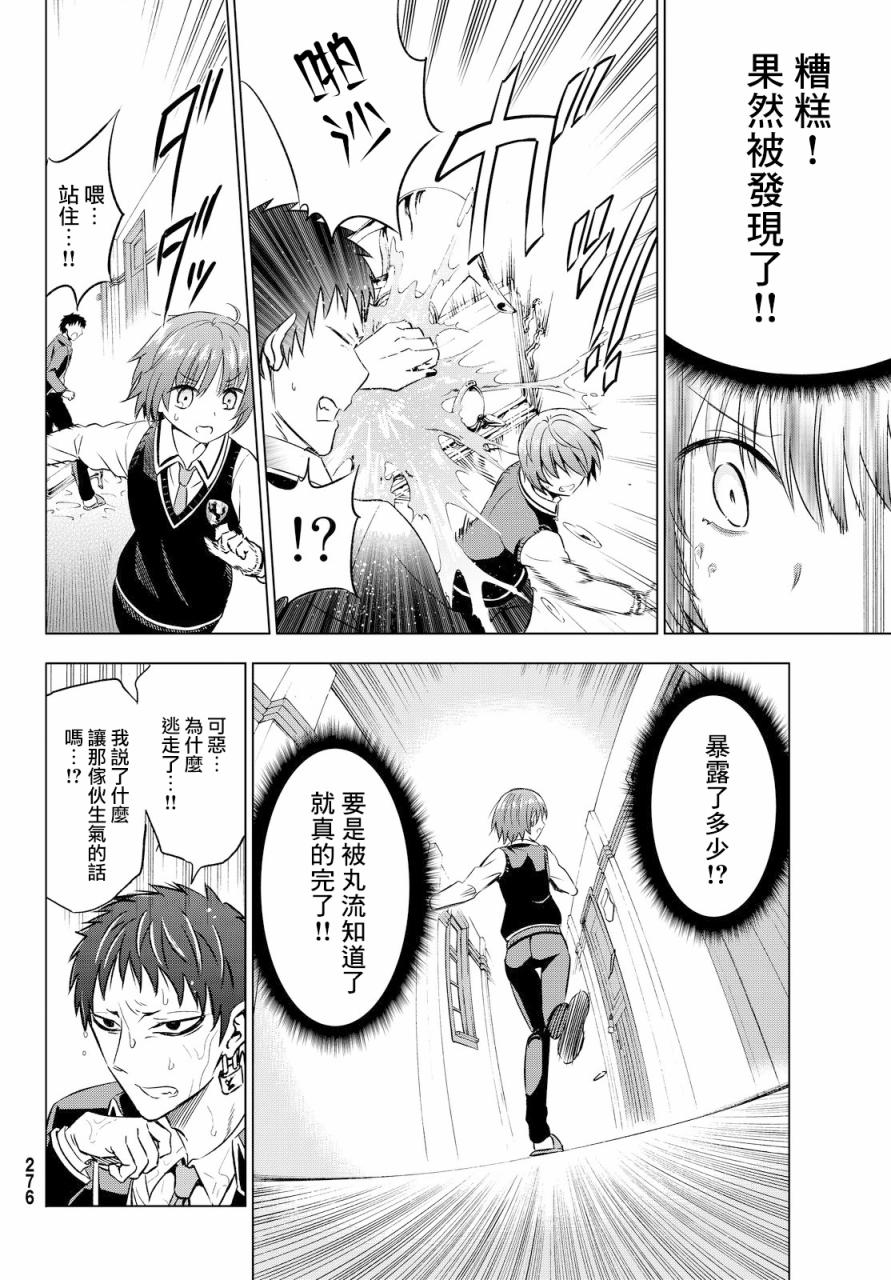 糟糕！
果然被發現了!!
啪
沙
ガッ
!?
ダッ
喂…
站住…!!
暴露了多少!?
要是被丸流知道了
就真的完了!!
可惡…
為什麼
逃走了…!!
我說了什麼
讓那傢伙生氣的話
嗎…!?
276